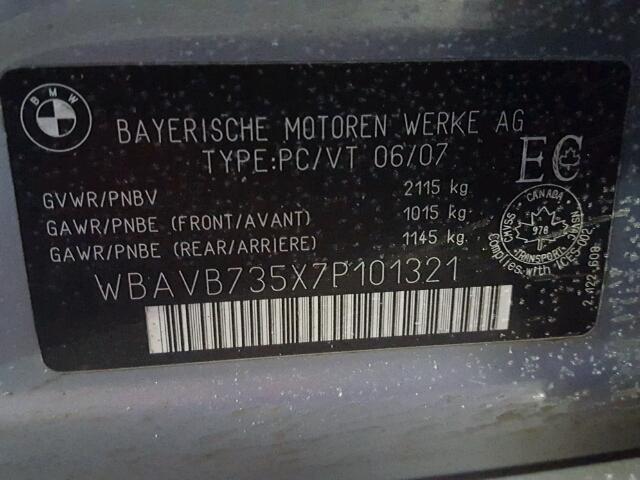 BMW
BAYERISCHE MOTOREN WERKE AG
TYPE:PC/VT 06/07
EC
GVWR/PNBV 2115 kg
GAWR/PNBE (FRONT/AVANT) 1015 kg
GAWR/PNBE (REAR/ARRIERE) 1145 kg
CANADA
CMVSS NSVAC
978
TRANSPORT
Complies with ICES-002
WBAVB735X7P101321